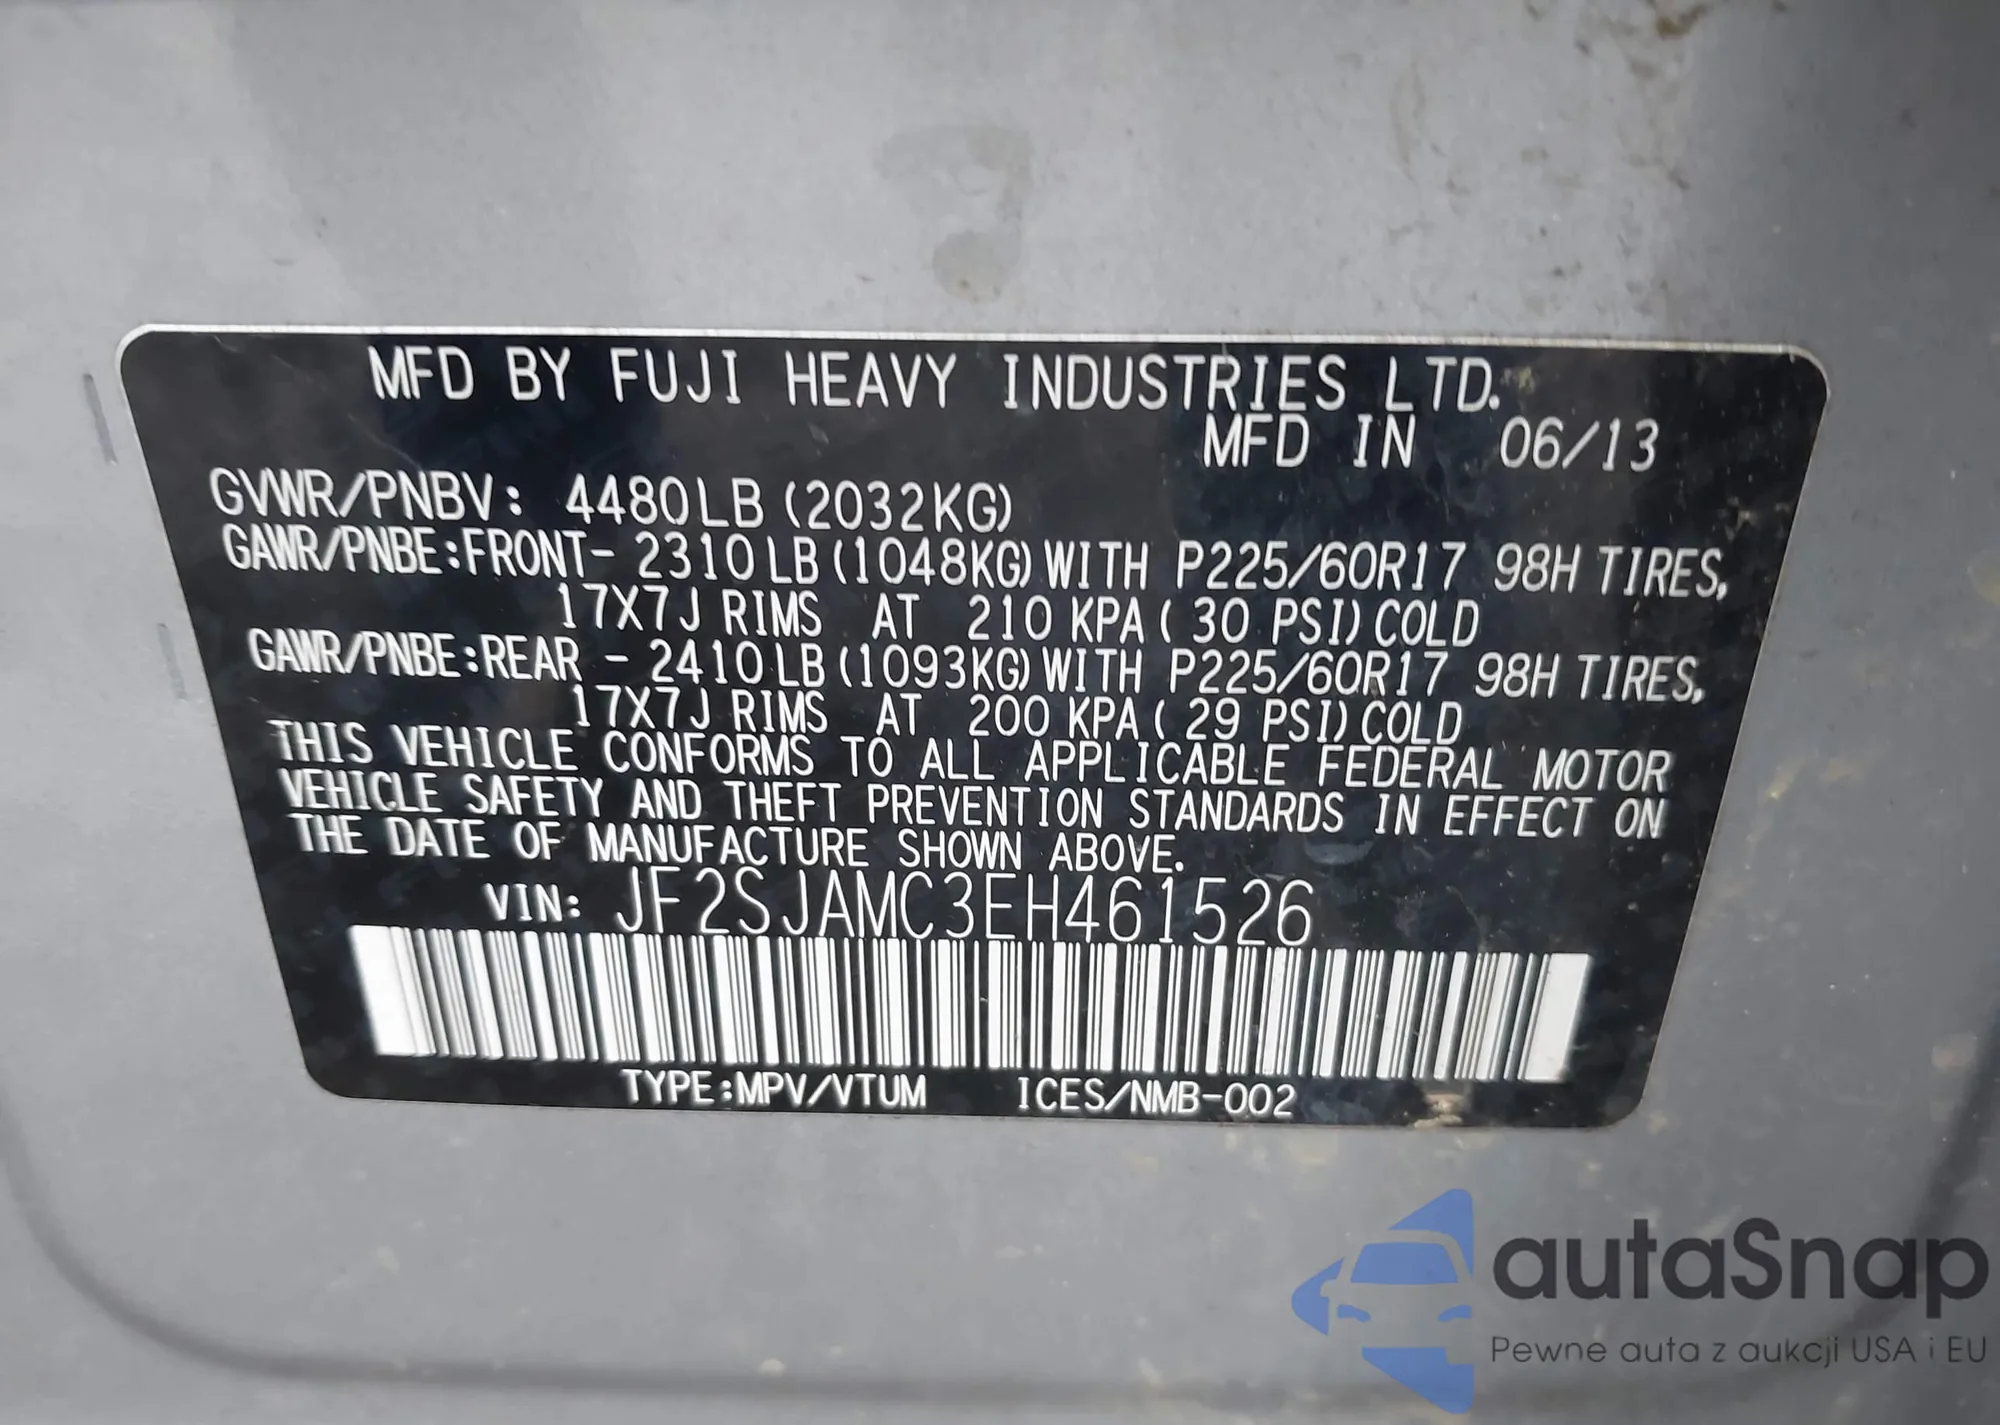 MFD BY FUJI HEAVY INDUSTRIES LTD.
MFD IN 06/13
GVWR/PNBV: 4480LB (2032KG)
GAWR/PNBE:FRONT- 2310LB(1048KG)WITH P225/60R17 98H TIRES,
17X7J RIMS AT 210 KPA( 30 PSI)COLD
GAWR/PNBE:REAR - 2410LB(1093KG)WITH P225/60R17 98H TIRES,
17X7J RIMS AT 200 KPA( 29 PSI)COLD
THIS VEHICLE CONFORMS TO ALL APPLICABLE FEDERAL MOTOR
VEHICLE SAFETY AND THEFT PREVENTION STANDARDS IN EFFECT ON
THE DATE OF MANUFACTURE SHOWN ABOVE.
VIN: JF2SJAMC3EH461526
TYPE:MPV/VTUM ICES/NMB-002
autaSnap
Pewne auta z aukcji USA i EU